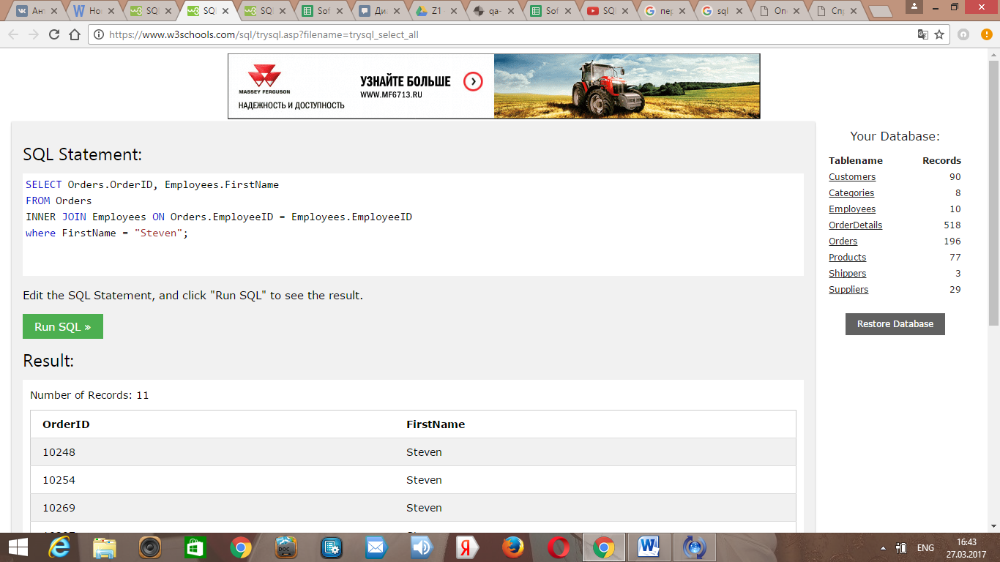 Ант
Но
SQ
SQ
SQ
Sof
Ди
Z1
qa-
Sof
SQ
пер
sql
Оп
Спр
https://www.w3schools.com/sql/trysql.asp?filename=trysql_select_all
MASSEY FERGUSON
НАДЕЖНОСТЬ И ДОСТУПНОСТЬ
УЗНАЙТЕ БОЛЬШЕ
WWW.MF6713.RU
SQL Statement:
SELECT Orders.OrderID, Employees.FirstName
FROM Orders
INNER JOIN Employees ON Orders.EmployeeID = Employees.EmployeeID
where FirstName = "Steven";
Edit the SQL Statement, and click "Run SQL" to see the result.
Run SQL »
Result:
Number of Records: 11
OrderID FirstName
10248 Steven
10254 Steven
10269 Steven
Your Database:
Tablename Records
Customers 90
Categories 8
Employees 10
OrderDetails 518
Orders 196
Products 77
Shippers 3
Suppliers 29
Restore Database
ENG
16:43
27.03.2017